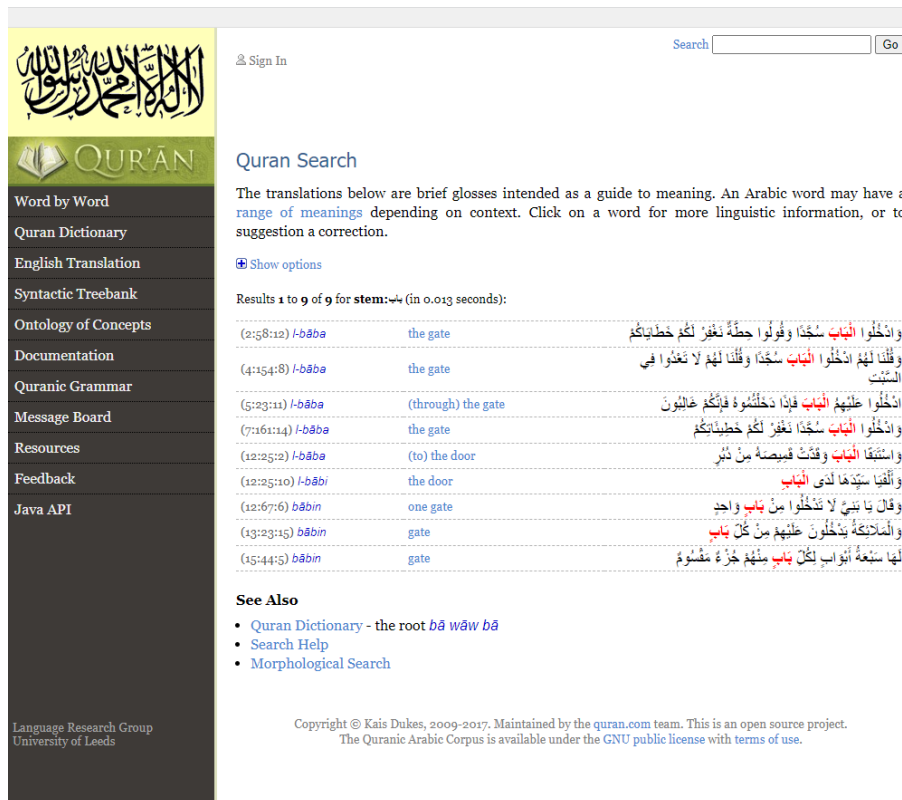 لا إله إلا الله محمد رسول الله
QUR'ĀN
Word by Word
Quran Dictionary
English Translation
Syntactic Treebank
Ontology of Concepts
Documentation
Quranic Grammar
Message Board
Resources
Feedback
Java API
Language Research Group
University of Leeds
Sign In
Search
Go
Quran Search
The translations below are brief glosses intended as a guide to meaning. An Arabic word may have a
range of meanings depending on context. Click on a word for more linguistic information, or to
suggestion a correction.
Show options
Results 1 to 9 of 9 for stem:باب (in 0.013 seconds):
(2:58:12) l-bāba the gate وَادْخُلُوا الْبَابَ سُجَّدًا وَقُولُوا حِطَّةٌ نَغْفِرْ لَكُمْ خَطَايَاكُمْ
(4:154:8) l-bāba the gate وَقُلْنَا لَهُمُ ادْخُلُوا الْبَابَ سُجَّدًا وَقُلْنَا لَهُمْ لَا تَعْدُوا فِي
السَّبْتِ
(5:23:11) l-bāba (through) the gate ادْخُلُوا عَلَيْهِمُ الْبَابَ فَإِذَا دَخَلْتُمُوهُ فَإِنَّكُمْ غَالِبُونَ
(7:161:14) l-bāba the gate وَادْخُلُوا الْبَابَ سُجَّدًا نَغْفِرْ لَكُمْ خَطِيئَاتِكُمْ
(12:25:2) l-bāba (to) the door وَاسْتَبَقَا الْبَابَ وَقَدَّتْ قَمِيصَهُ مِنْ دُبُرٍ
(12:25:10) l-bābi the door وَأَلْفَيَا سَيِّدَهَا لَدَى الْبَابِ
(12:67:6) bābin one gate وَقَالَ يَا بَنِيَّ لَا تَدْخُلُوا مِنْ بَابٍ وَاحِدٍ
(13:23:15) bābin gate وَالْمَلَائِكَةُ يَدْخُلُونَ عَلَيْهِمْ مِنْ كُلِّ بَابٍ
(15:44:5) bābin gate لَهَا سَبْعَةُ أَبْوَابٍ لِكُلِّ بَابٍ مِنْهُمْ جُزْءٌ مَقْسُومٌ
See Also
Quran Dictionary - the root bā wāw bā
Search Help
Morphological Search
Copyright © Kais Dukes, 2009-2017. Maintained by the quran.com team. This is an open source project.
The Quranic Arabic Corpus is available under the GNU public license with terms of use.